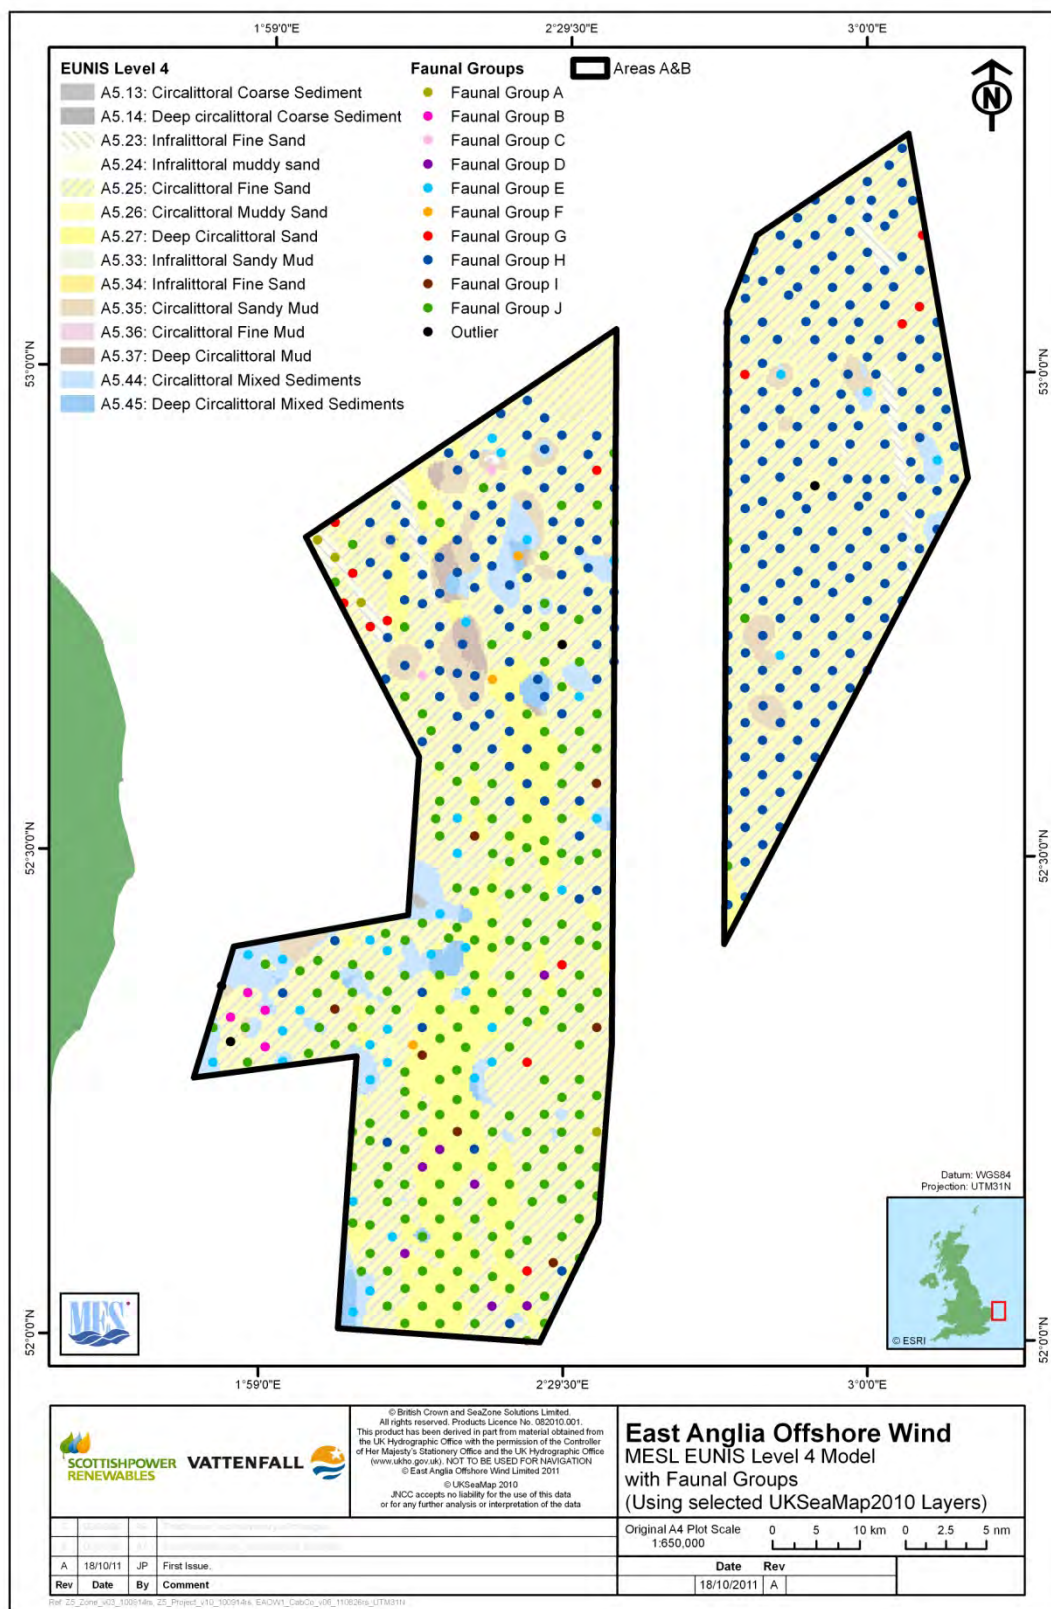 1°59'0"E 2°29'30"E 3°0'0"E
EUNIS Level 4
A5.13: Circalittoral Coarse Sediment
A5.14: Deep circalittoral Coarse Sediment
A5.23: Infralittoral Fine Sand
A5.24: Infralittoral muddy sand
A5.25: Circalittoral Fine Sand
A5.26: Circalittoral Muddy Sand
A5.27: Deep Circalittoral Sand
A5.33: Infralittoral Sandy Mud
A5.34: Infralittoral Fine Sand
A5.35: Circalittoral Sandy Mud
A5.36: Circalittoral Fine Mud
A5.37: Deep Circalittoral Mud
A5.44: Circalittoral Mixed Sediments
A5.45: Deep Circalittoral Mixed Sediments
Faunal Groups
Faunal Group A
Faunal Group B
Faunal Group C
Faunal Group D
Faunal Group E
Faunal Group F
Faunal Group G
Faunal Group H
Faunal Group I
Faunal Group J
Outlier
Areas A&B
N
53°0'0"N
53°0'0"N
52°30'0"N
52°30'0"N
52°0'0"N
52°0'0"N
Datum: WGS84
Projection: UTM31N
© ESRI
MES
1°59'0"E 2°29'30"E 3°0'0"E
SCOTTISHPOWER
RENEWABLES
VATTENFALL
© British Crown and SeaZone Solutions Limited.
All rights reserved. Products Licence No. 082010.001.
This product has been derived in part from material obtained from
the UK Hydrographic Office with the permission of the Controller
of Her Majesty's Stationery Office and the UK Hydrographic Office
(www.ukho.gov.uk). NOT TO BE USED FOR NAVIGATION
© East Anglia Offshore Wind Limited 2011
© UKSeaMap 2010
JNCC accepts no liability for the use of this data
or for any further analysis or interpretation of the data
East Anglia Offshore Wind
MESL EUNIS Level 4 Model
with Faunal Groups
(Using selected UKSeaMap2010 Layers)
Original A4 Plot Scale
1:650,000
0 5 10 km
0 2.5 5 nm
A 18/10/11 JP First Issue.
Rev Date By Comment
Date Rev
18/10/2011 A